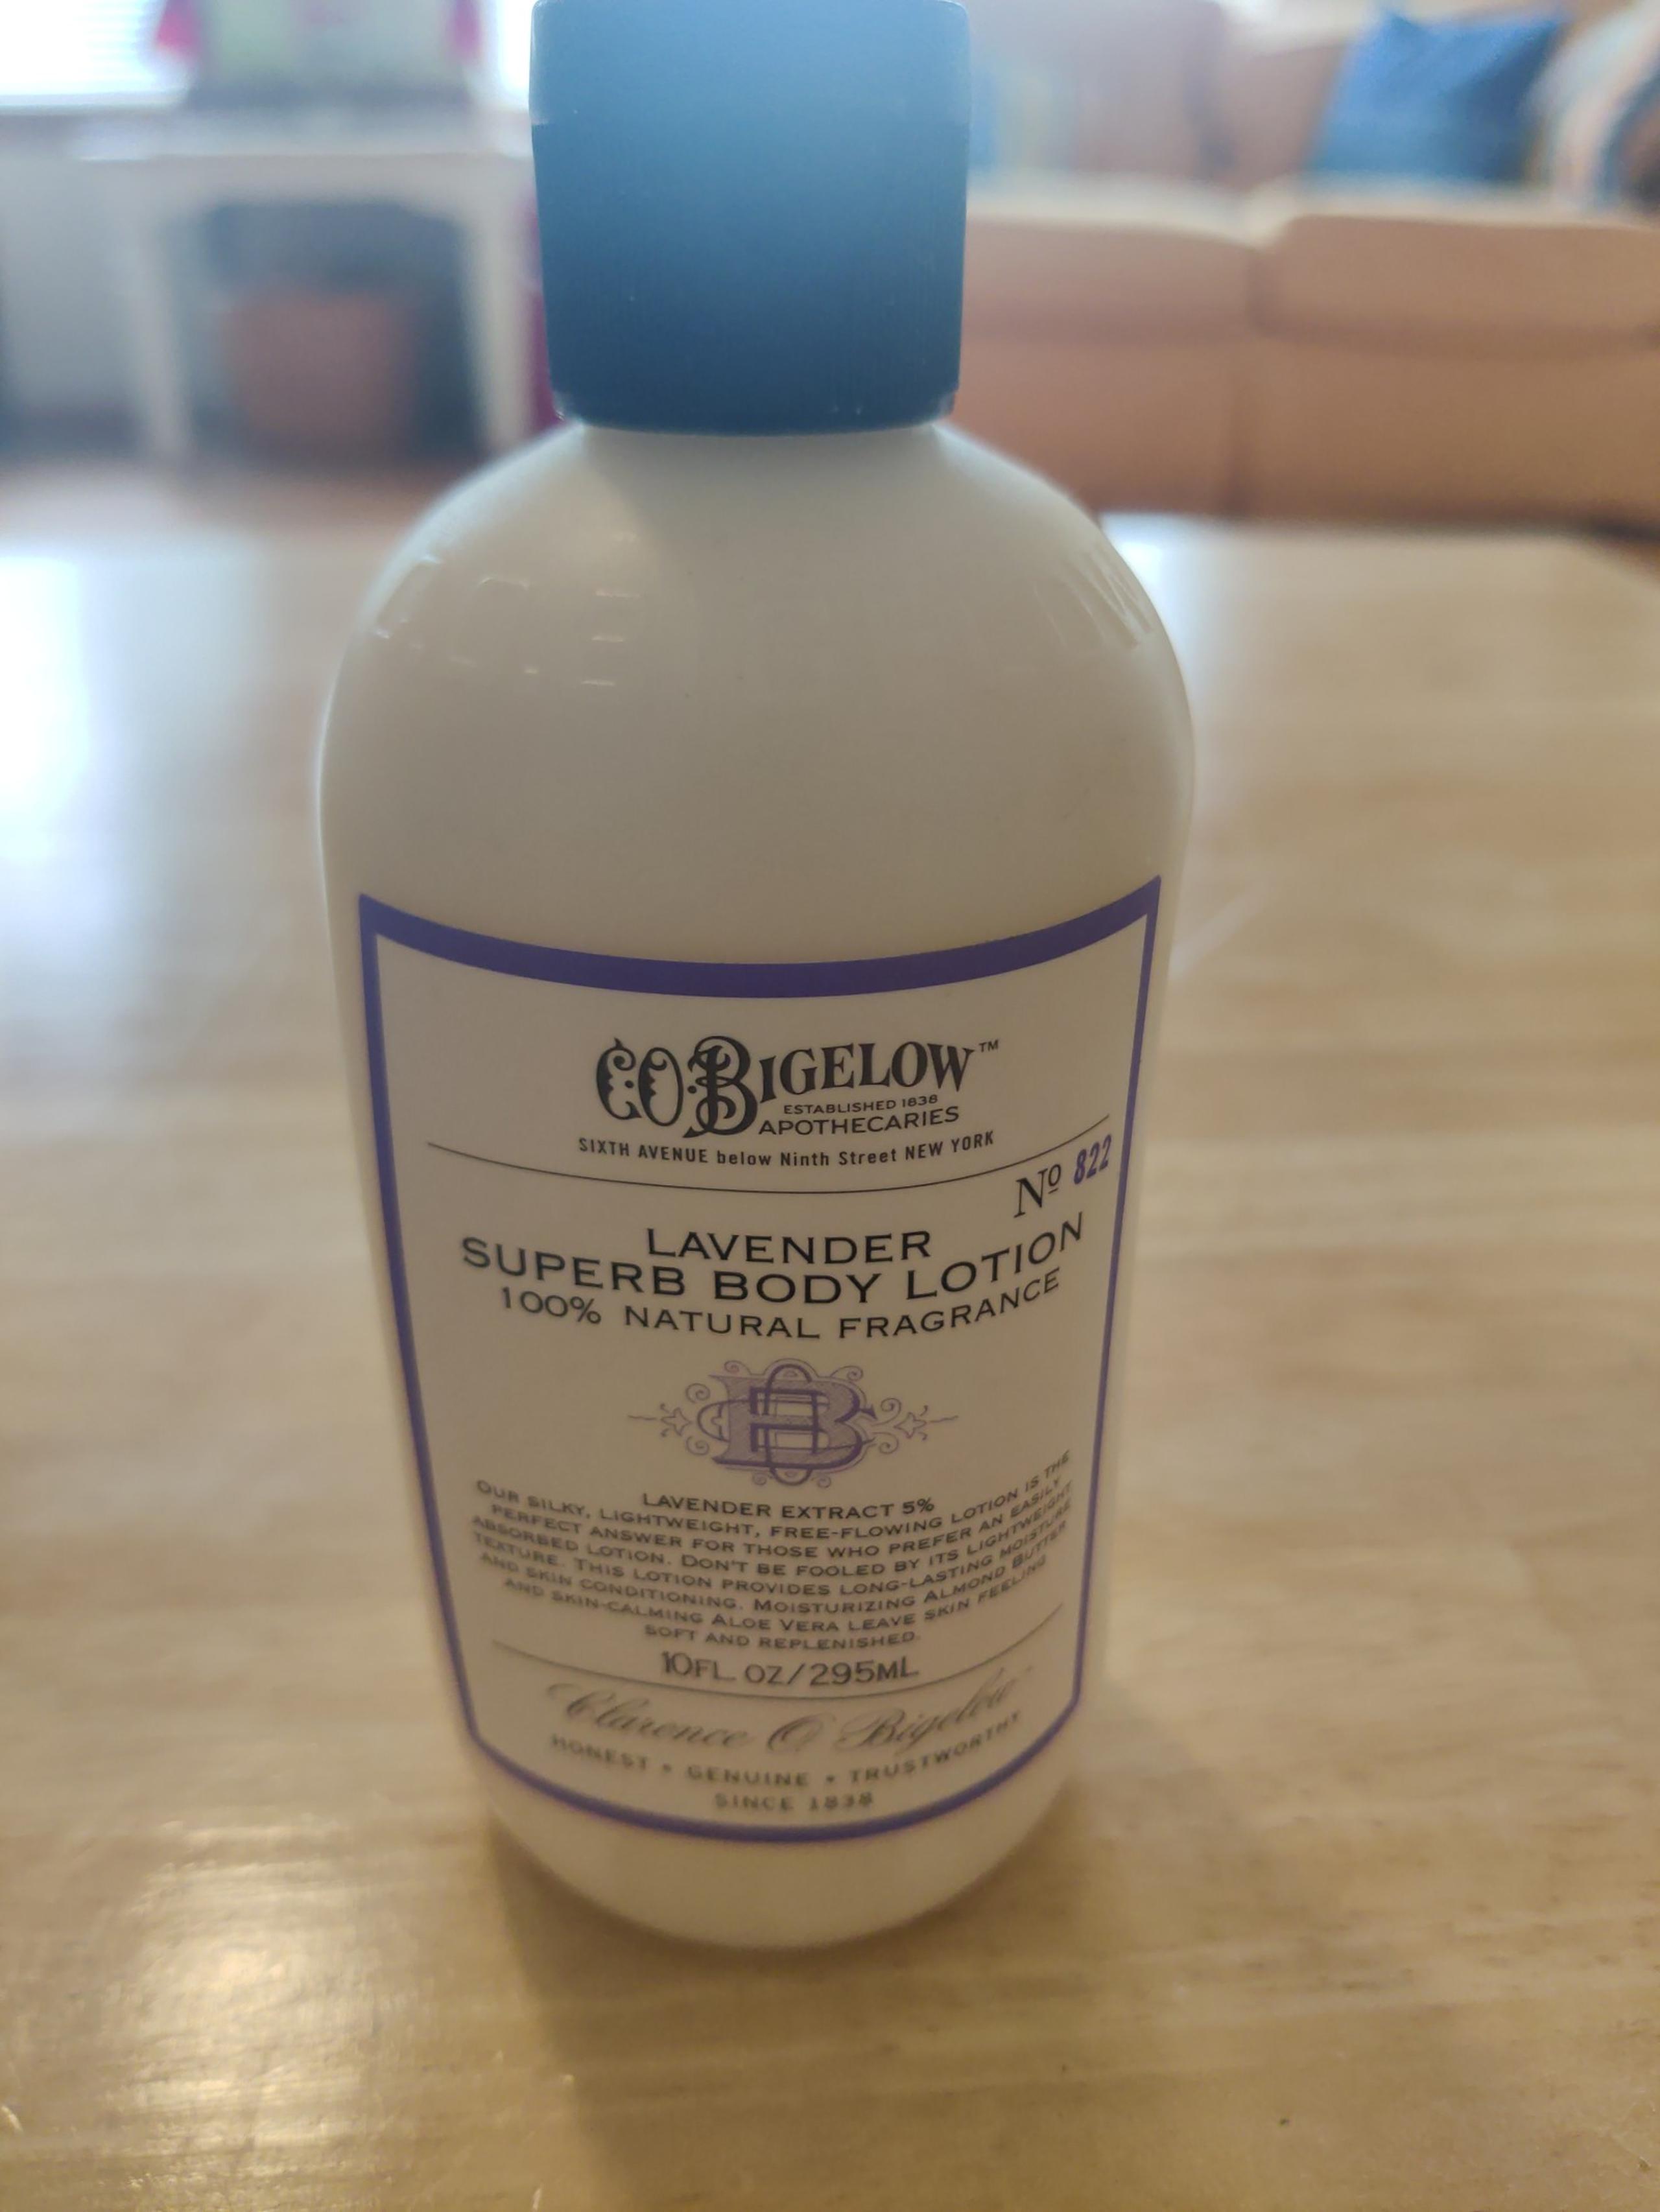 C.O. BIGELOW™
ESTABLISHED 1838
APOTHECARIES
SIXTH AVENUE below Ninth Street NEW YORK
Nº 822
LAVENDER
SUPERB BODY LOTION
100% NATURAL FRAGRANCE
LAVENDER EXTRACT 5%
OUR SILKY, LIGHTWEIGHT, FREE-FLOWING LOTION IS THE
PERFECT ANSWER FOR THOSE WHO PREFER AN EASILY
ABSORBED LOTION. DON'T BE FOOLED BY ITS LIGHTWEIGHT
TEXTURE. THIS LOTION PROVIDES LONG-LASTING MOISTURE
AND SKIN CONDITIONING. MOISTURIZING ALMOND BUTTER
AND SKIN-CALMING ALOE VERA LEAVE SKIN FEELING
SOFT AND REPLENISHED.
10FL OZ/295ML
Clarence O Bigelow
HONEST • GENUINE • TRUSTWORTHY
SINCE 1838